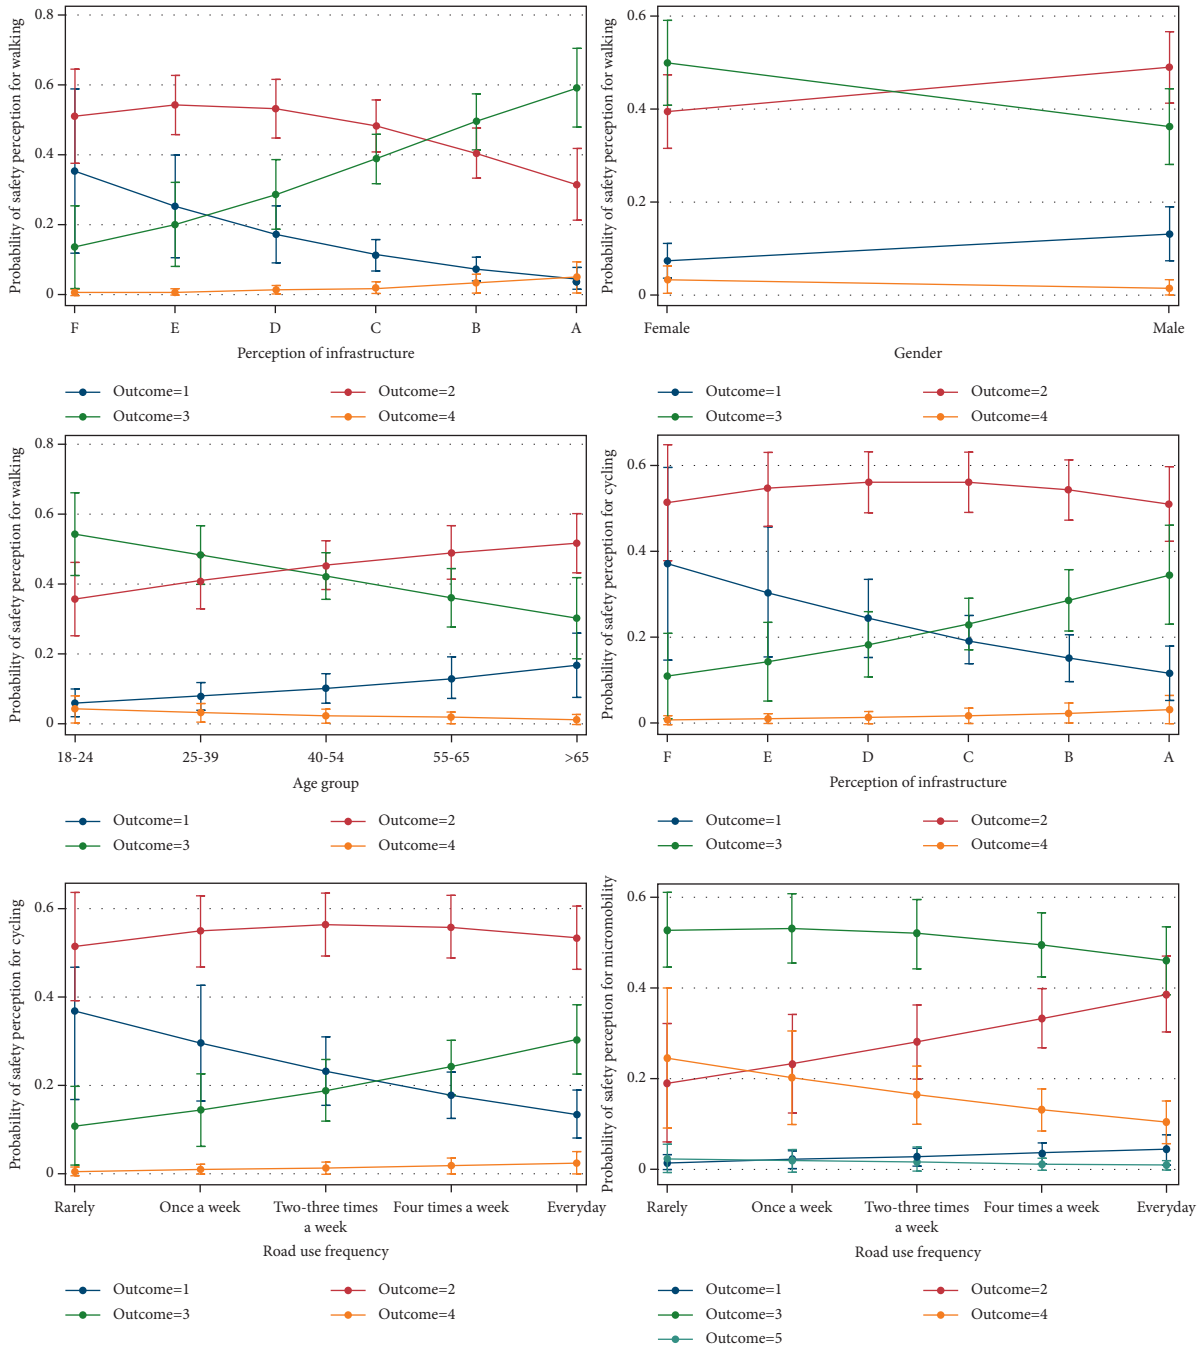 Probability of safety perception for walking
0.8
0.6
0.4
0.2
0
F E D C B A
Perception of infrastructure
Outcome=1 Outcome=2
Outcome=3 Outcome=4
Probability of safety perception for walking
0.6
0.4
0.2
0
Female Male
Gender
Outcome=1 Outcome=2
Outcome=3 Outcome=4
Probability of safety perception for walking
0.8
0.6
0.4
0.2
0
18-24 25-39 40-54 55-65 >65
Age group
Outcome=1 Outcome=2
Outcome=3 Outcome=4
Probability of safety perception for cycling
0.6
0.4
0.2
0
F E D C B A
Perception of infrastructure
Outcome=1 Outcome=2
Outcome=3 Outcome=4
Probability of safety perception for cycling
0.6
0.4
0.2
0
Rarely Once a week Two-three times Four times a week Everyday
a week
Road use frequency
Outcome=1 Outcome=2
Outcome=3 Outcome=4
Probability of safety perception for micromobility
0.6
0.4
0.2
0
Rarely Once a week Two-three times Four times a week Everyday
a week
Road use frequency
Outcome=1 Outcome=2
Outcome=3 Outcome=4
Outcome=5